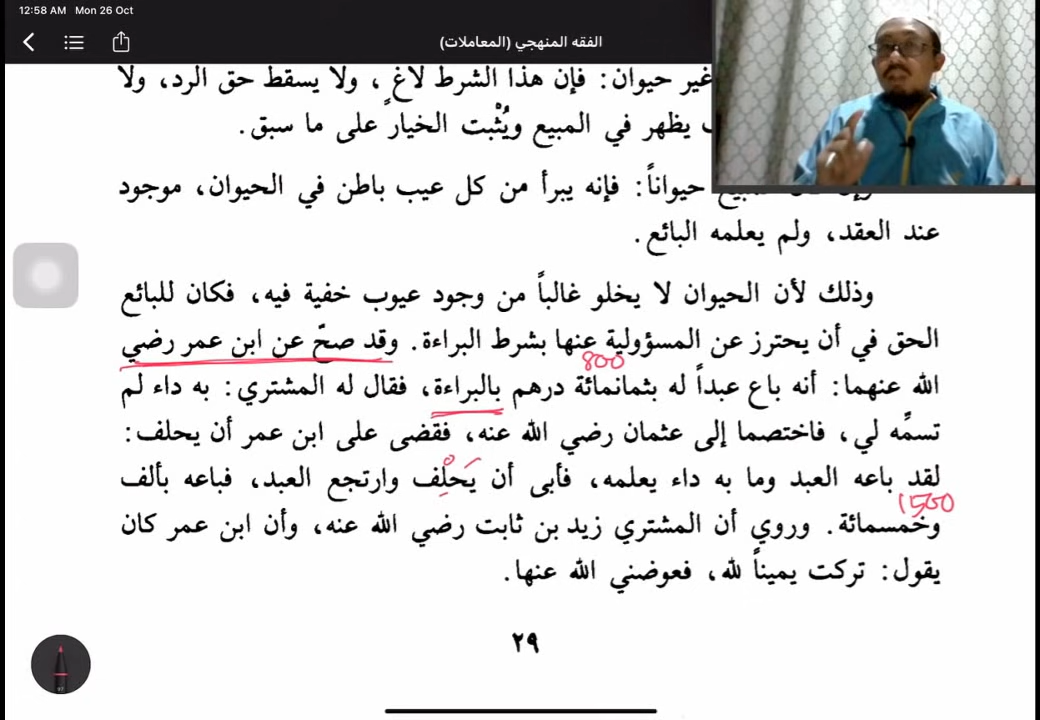 12:58 AM Mon 26 Oct
الفقه المنهجي (المعاملات)
غير حيوان: فإن هذا الشرط لاغٍ، ولا يسقط حق الرد، ولا
يظهر في المبيع ويُثْبت الخيار على ما سبق.
حيواناً: فإنه يبرأ من كل عيب باطن في الحيوان، موجود
عند العقد، ولم يعلمه البائع.
وذلك لأن الحيوان لا يخلو غالباً من وجود عيوب خفية فيه، فكان للبائع
الحق في أن يحترز عن المسؤولية عنها بشرط البراءة. وقد صحّ عن ابن عمر رضي
800
الله عنهما: أنه باع عبداً له بثمانمائة درهم بالبراءة، فقال له المشتري: به داء لم
تسمِّه لي، فاختصما إلى عثمان رضي الله عنه، فقضى على ابن عمر أن يحلف:
لقد باعه العبد وما به داء يعلمه، فأبى أن يَحْلِف وارتجع العبد، فباعه بألف
1500
وخمسمائة. وروي أن المشتري زيد بن ثابت رضي الله عنه، وأن ابن عمر كان
يقول: تركت يميناً لله، فعوضني الله عنها.
٢٩
97